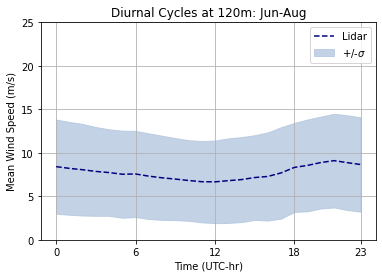 Diurnal Cycles at 120m: Jun-Aug
Mean Wind Speed (m/s)
25
20
15
10
5
0
Lidar
+/-σ
0 6 12 18 23
Time (UTC-hr)